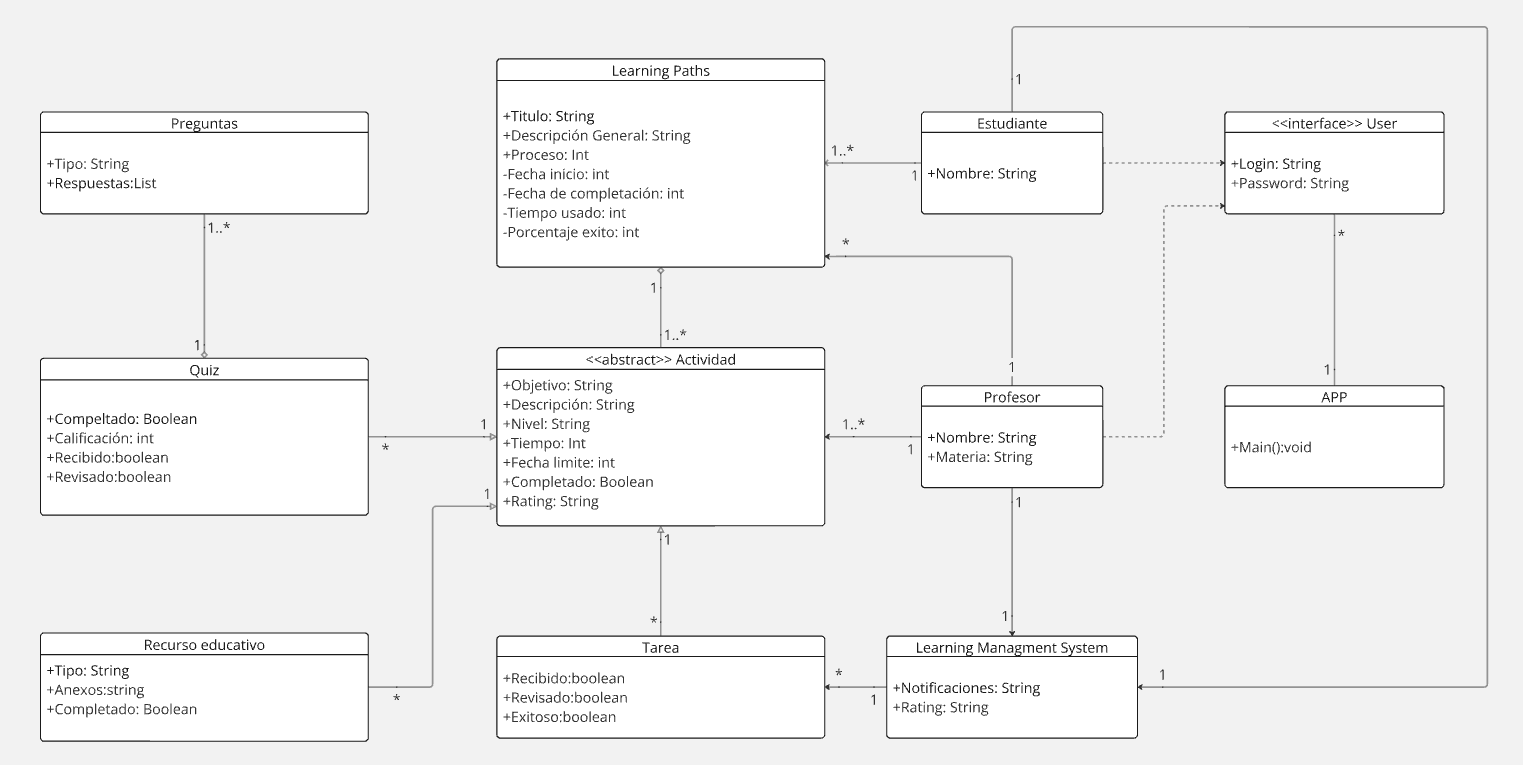 Learning Paths
+Titulo: String
+Descripción General: String
+Proceso: Int
-Fecha inicio: int
-Fecha de completación: int
-Tiempo usado: int
-Porcentaje exito: int
Preguntas
+Tipo: String
+Respuestas:List
Estudiante
+Nombre: String
<<interface>> User
+Login: String
+Password: String
1
1..*
1
1..*
*
1
1..*
*
1
1
1
Quiz
+Compeltado: Boolean
+Calificación: int
+Recibido:boolean
+Revisado:boolean
<<abstract>> Actividad
+Objetivo: String
+Descripción: String
+Nivel: String
+Tiempo: Int
+Fecha limite: int
+Completado: Boolean
+Rating: String
Profesor
+Nombre: String
+Materia: String
APP
+Main():void
1
*
1..*
1
1
1
1
*
1
Recurso educativo
+Tipo: String
+Anexos:string
+Completado: Boolean
*
Tarea
+Recibido:boolean
+Revisado:boolean
+Exitoso:boolean
*
1
Learning Managment System
+Notificaciones: String
+Rating: String
1